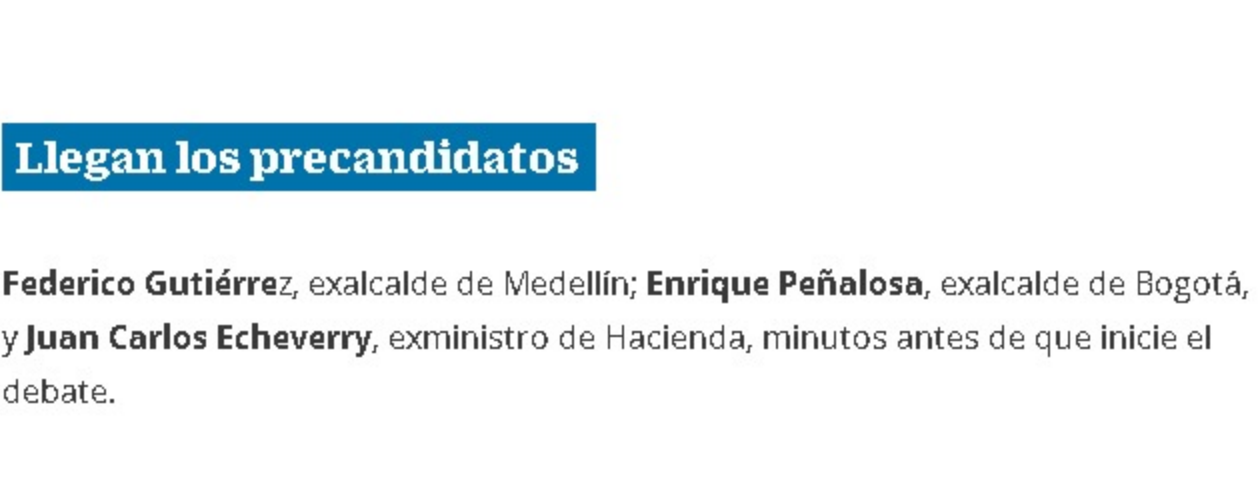 Llegan los precandidatos
Federico Gutiérrez, exalcalde de Medellín; Enrique Peñalosa, exalcalde de Bogotá,
y Juan Carlos Echeverry, exministro de Hacienda, minutos antes de que inicie el
debate.